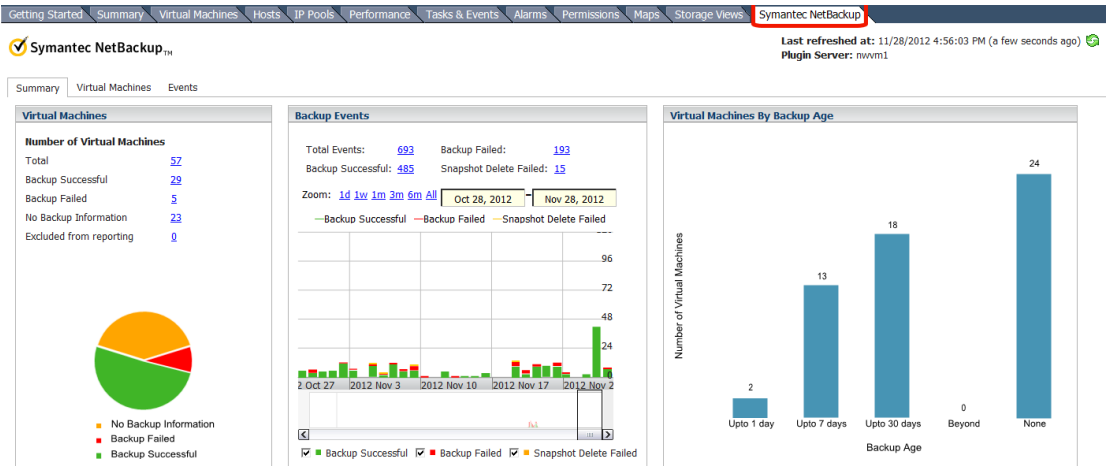 Getting Started Summary Virtual Machines Hosts IP Pools Performance Tasks & Events Alarms Permissions Maps Storage Views Symantec NetBackup
Symantec NetBackup TM
Last refreshed at: 11/28/2012 4:56:03 PM (a few seconds ago)
Plugin Server: nwvm1
Summary Virtual Machines Events
Virtual Machines
Number of Virtual Machines
Total 57
Backup Successful 29
Backup Failed 5
No Backup Information 23
Excluded from reporting 0
No Backup Information
Backup Failed
Backup Successful
Backup Events
Total Events: 693 Backup Failed: 193
Backup Successful: 485 Snapshot Delete Failed: 15
Zoom: 1d 1w 1m 3m 6m All Oct 28, 2012 - Nov 28, 2012
Backup Successful Backup Failed Snapshot Delete Failed
96
72
48
24
2 Oct 27 2012 Nov 3 2012 Nov 10 2012 Nov 17 2012 Nov 2
Backup Successful Backup Failed Snapshot Delete Failed
Virtual Machines By Backup Age
Number of Virtual Machines
24
18
13
2
0
Upto 1 day Upto 7 days Upto 30 days Beyond None
Backup Age